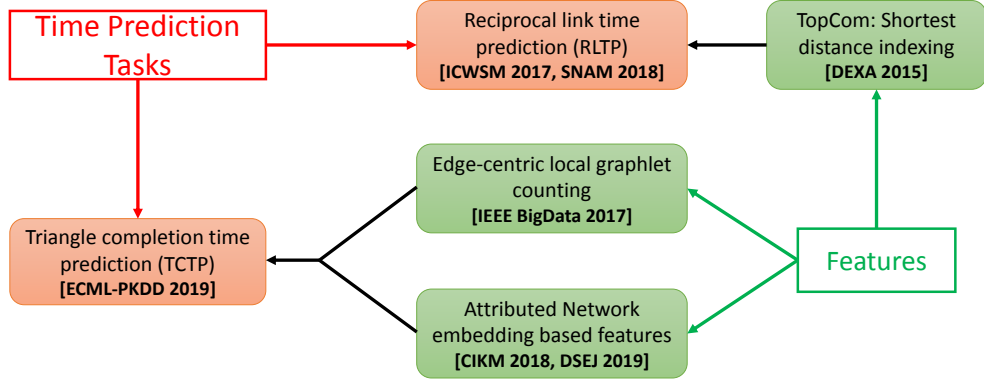 Time Prediction
Tasks
Reciprocal link time
prediction (RLTP)
[ICWSM 2017, SNAM 2018]
TopCom: Shortest
distance indexing
[DEXA 2015]
Edge-centric local graphlet
counting
[IEEE BigData 2017]
Triangle completion time
prediction (TCTP)
[ECML-PKDD 2019]
Features
Attributed Network
embedding based features
[CIKM 2018, DSEJ 2019]